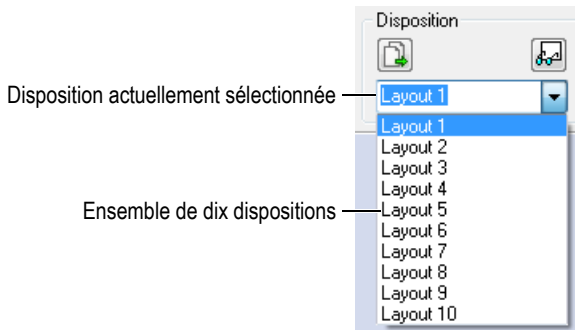 Disposition
Disposition actuellement sélectionnée
Layout 1
Layout 1
Layout 2
Layout 3
Layout 4
Ensemble de dix dispositions
Layout 5
Layout 6
Layout 7
Layout 8
Layout 9
Layout 10